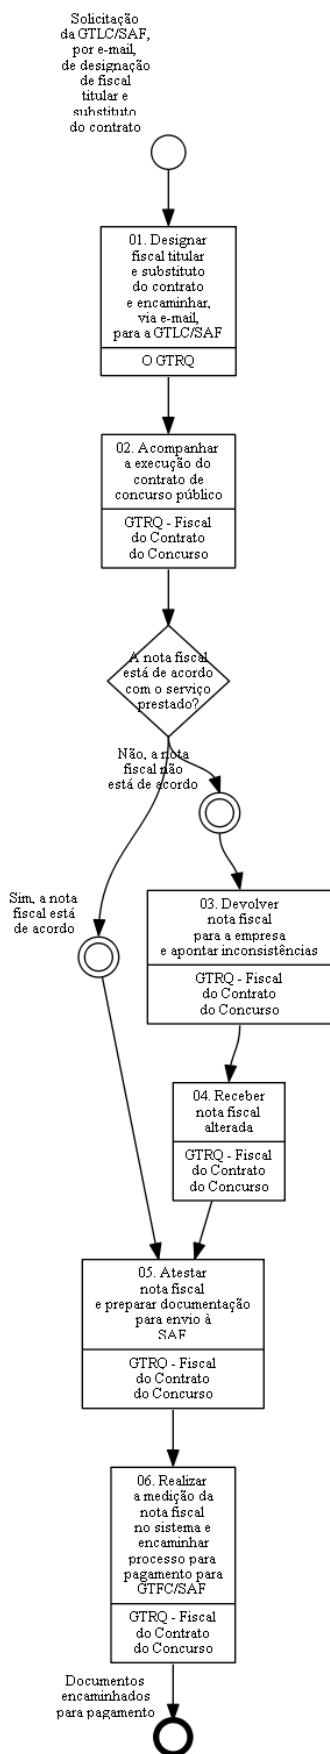 Solicitação
da GTLC/SAF,
por e-mail,
de designação
de fiscal
titular e
substituto
do contrato
01. Designar
fiscal titular
e substituto
do contrato
e encaminhar,
via e-mail,
para a GTLC/SAF
O GTRQ
02. Acompanhar
a execução do
contrato de
concurso público
GTRQ - Fiscal
do Contrato
do Concurso
A nota fiscal
está de acordo
com o serviço
prestado?
Não, a nota
fiscal não
está de acordo
Sim, a nota
fiscal está
de acordo
03. Devolver
nota fiscal
para a empresa
e apontar inconsistências
GTRQ - Fiscal
do Contrato
do Concurso
04. Receber
nota fiscal
alterada
GTRQ - Fiscal
do Contrato
do Concurso
05. Atestar
nota fiscal
e preparar documentação
para envio à
SAF
GTRQ - Fiscal
do Contrato
do Concurso
06. Realizar
a medição da
nota fiscal
no sistema e
encaminhar
processo para
pagamento para
GTFC/SAF
GTRQ - Fiscal
do Contrato
do Concurso
Documentos
encaminhados
para pagamento